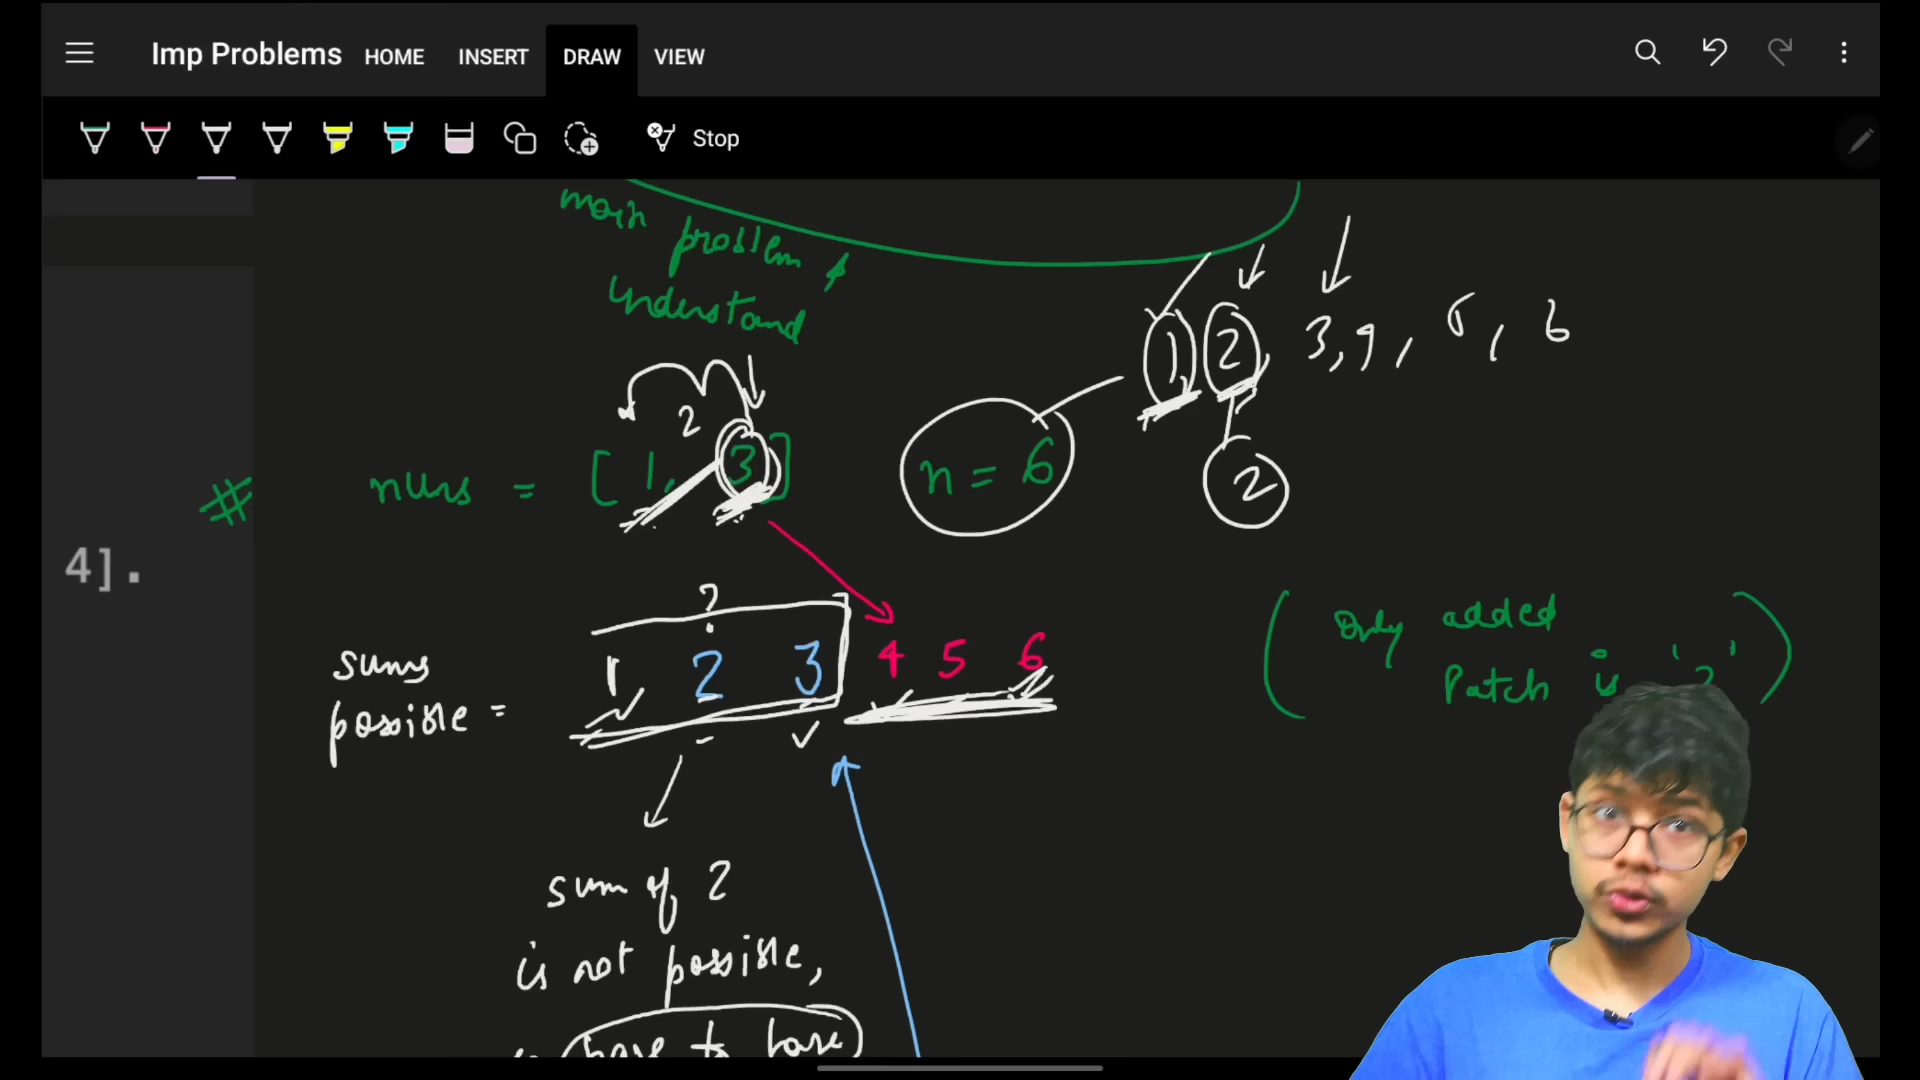 Imp Problems HOME INSERT DRAW VIEW
Stop
main problem &
understand
1, 2, 3, 4, 5, 6
2
2
# nums = [1, 3] n = 6
4].
?
sums possible = 1 2 3 4 5 6
(Only added
Patch is '2')
sum of 2
is not possible,
have to have